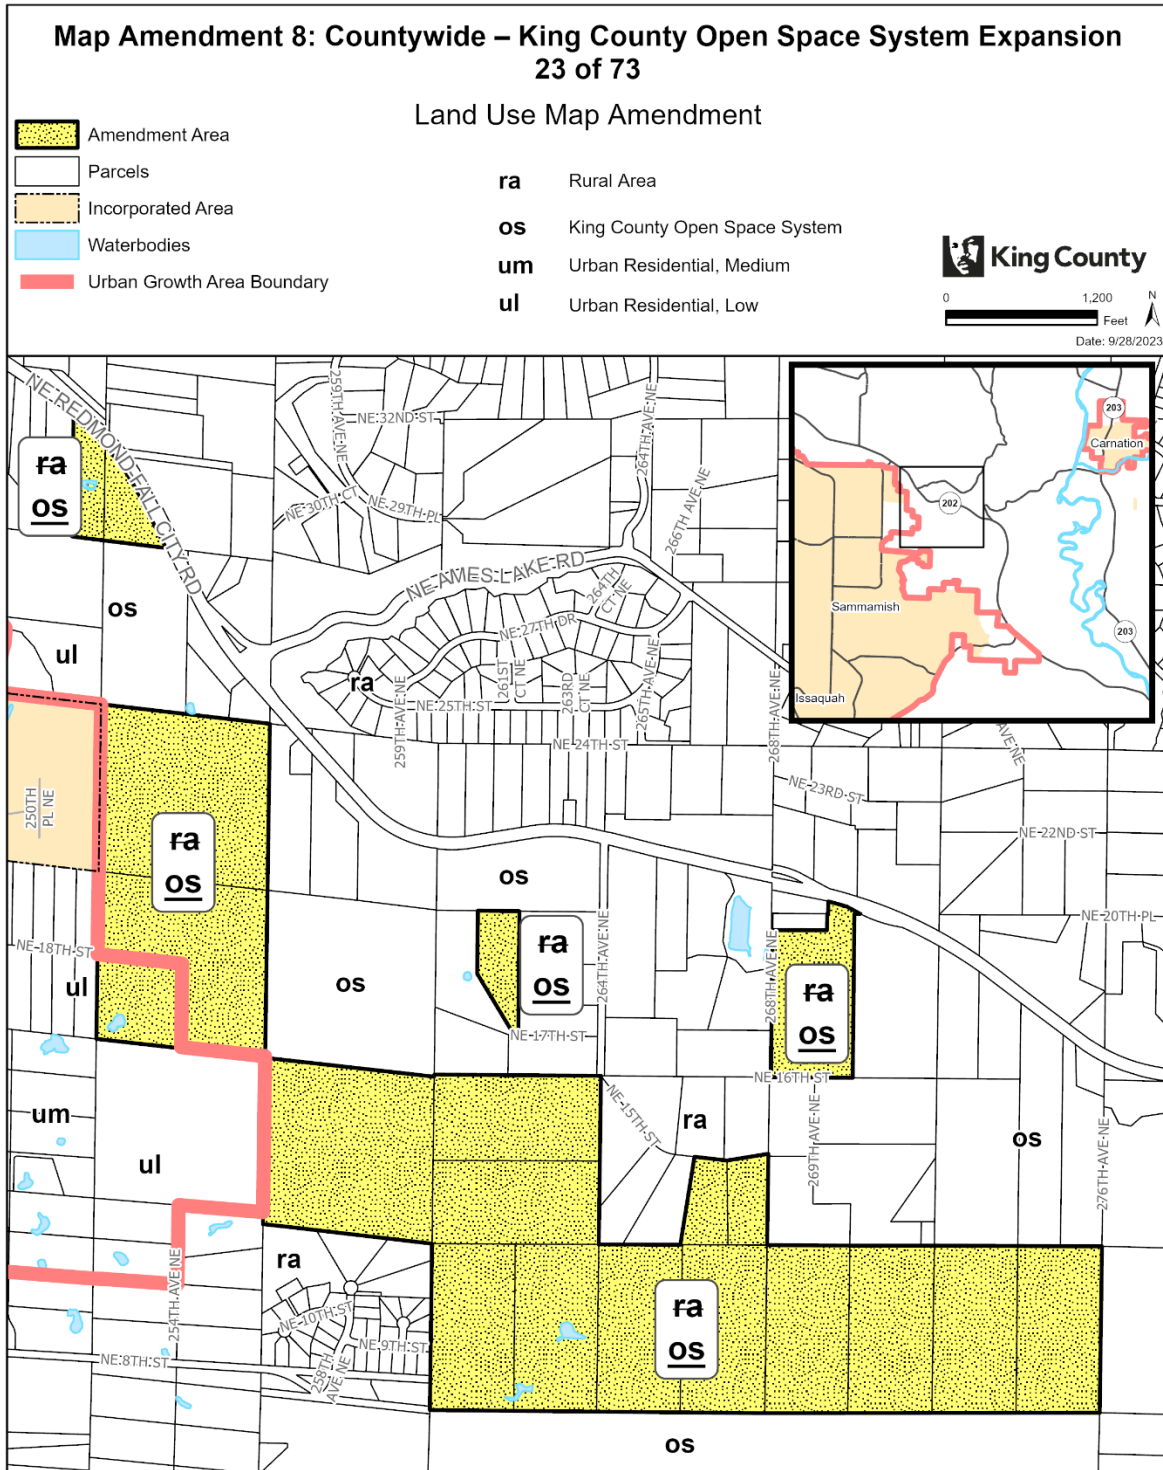 Map Amendment 8: Countywide – King County Open Space System Expansion
23 of 73
Land Use Map Amendment
Amendment Area
Parcels
Incorporated Area
Waterbodies
Urban Growth Area Boundary
ra Rural Area
os King County Open Space System
um Urban Residential, Medium
ul Urban Residential, Low
King County
0 1,200
Feet
N
Date: 9/28/2023
NE REDMOND-FALL CITY RD
259TH AVE NE
NE 32ND ST
264TH AVE NE
266TH AVE NE
NE 30TH CT
NE 29TH PL
NE AMES LAKE RD
264TH
CT NE
NE 27TH DR
ra
os
os
ul
ra
261ST
CT NE
263RD
CT NE
265TH AVE NE
259TH AVE NE
NE 25TH ST
NE 24TH ST
268TH AVE NE
203
Carnation
202
Sammamish
203
Issaquah
AVE NE
NE 23RD ST
NE 22ND ST
250TH
PL NE
ra
os
os
NE 20TH PL
NE 18TH ST
ul
os
ra
os
264TH AVE NE
268TH AVE NE
ra
os
NE 17TH ST
NE 16TH ST
NE 15TH ST
um
ul
ra
269TH AVE NE
os
276TH AVE NE
254TH AVE NE
ra
NE 10TH ST
NE 9TH ST
258TH
AVE NE
NE 8TH ST
ra
os
os